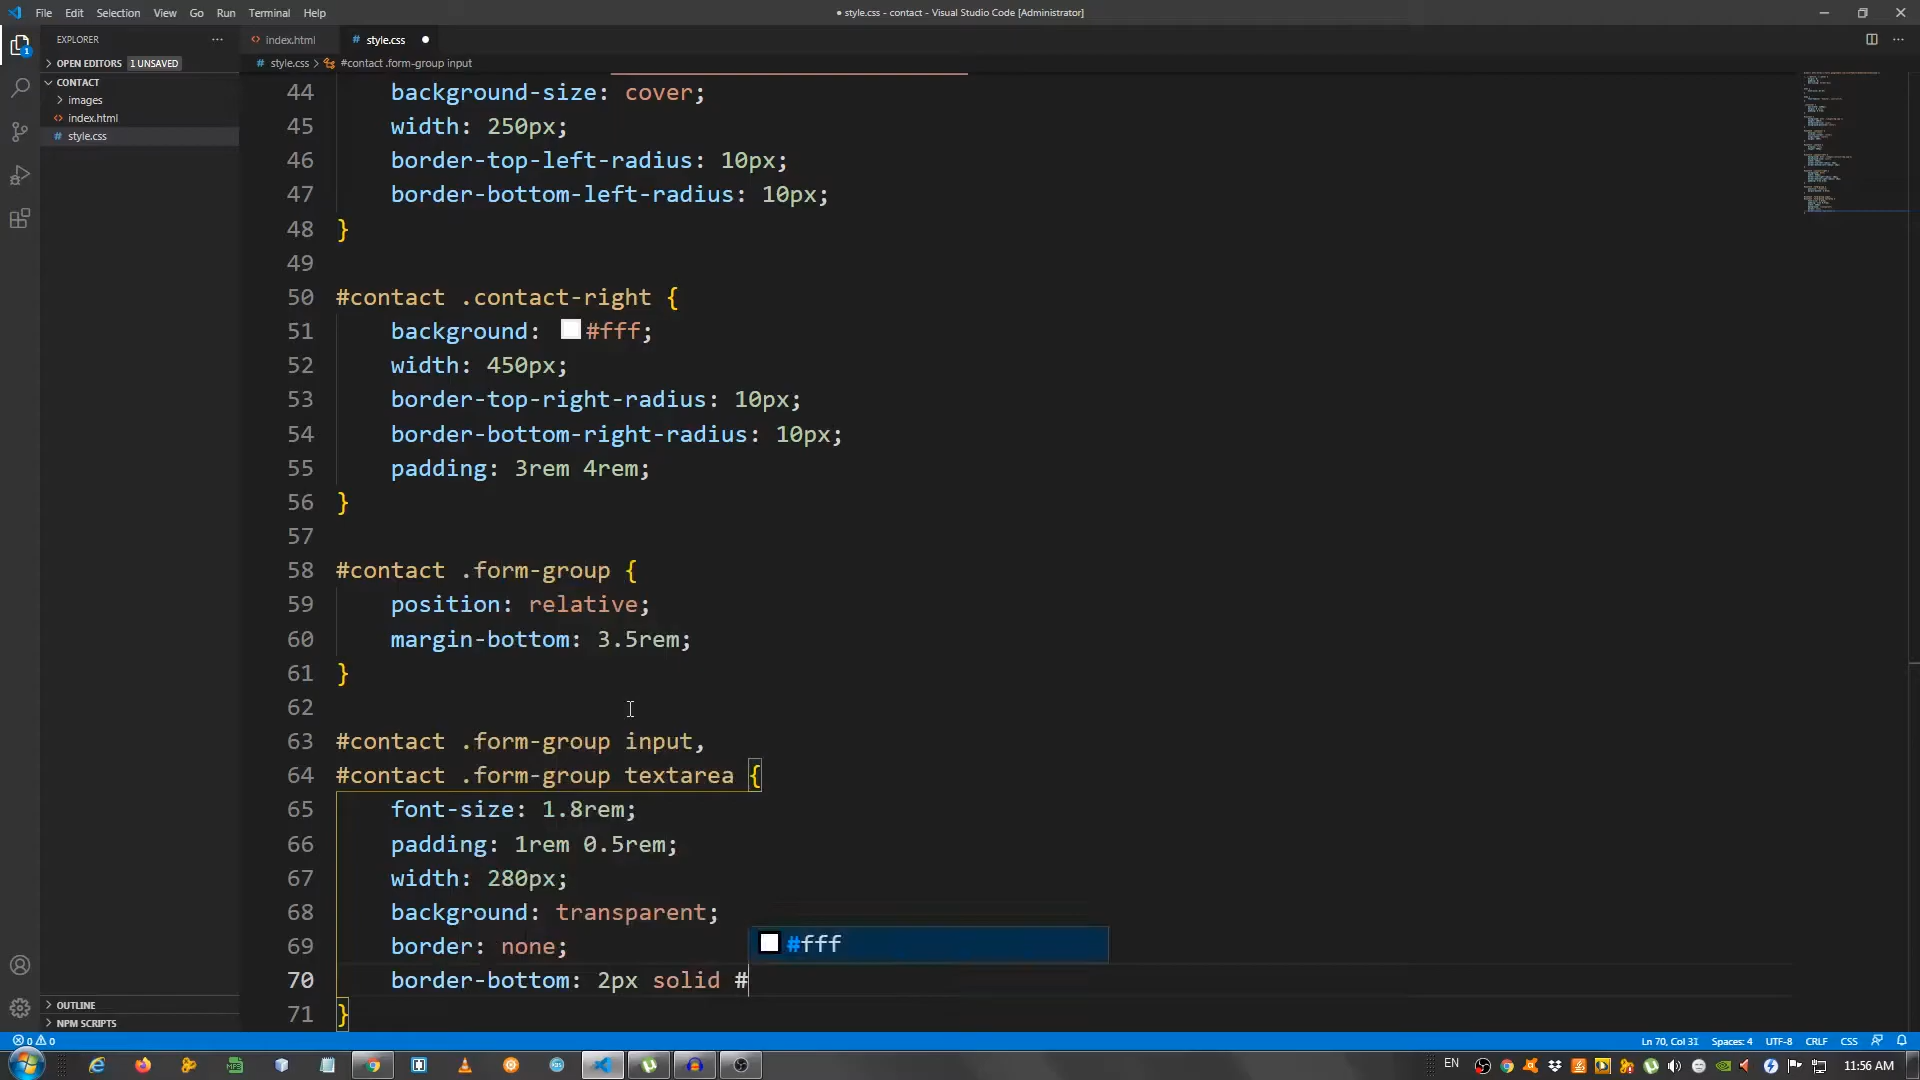 File Edit Selection View Go Run Terminal Help
● style.css - contact - Visual Studio Code [Administrator]
EXPLORER
index.html
# style.css
1
OPEN EDITORS 1 UNSAVED
# style.css > #contact .form-group input
CONTACT
images
index.html
# style.css
44 background-size: cover;
45 width: 250px;
46 border-top-left-radius: 10px;
47 border-bottom-left-radius: 10px;
48 }
49
50 #contact .contact-right {
51 background: #fff;
52 width: 450px;
53 border-top-right-radius: 10px;
54 border-bottom-right-radius: 10px;
55 padding: 3rem 4rem;
56 }
57
58 #contact .form-group {
59 position: relative;
60 margin-bottom: 3.5rem;
61 }
62
63 #contact .form-group input,
64 #contact .form-group textarea {
65 font-size: 1.8rem;
66 padding: 1rem 0.5rem;
67 width: 280px;
68 background: transparent;
69 border: none;
#fff
70 border-bottom: 2px solid #
71 }
OUTLINE
NPM SCRIPTS
0 0
Ln 70, Col 31 Spaces: 4 UTF-8 CRLF CSS
EN
11:56 AM